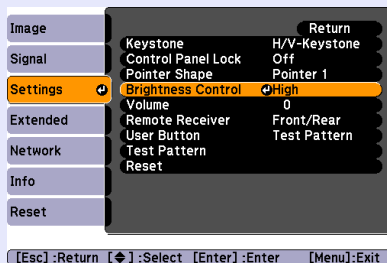 Image
Signal
Settings
Extended
Network
Info
Reset
Return
Keystone H/V-Keystone
Control Panel Lock Off
Pointer Shape Pointer 1
Brightness Control High
Volume 0
Remote Receiver Front/Rear
User Button Test Pattern
Test Pattern
Reset
[Esc] :Return [◆] :Select [Enter] :Enter [Menu] :Exit